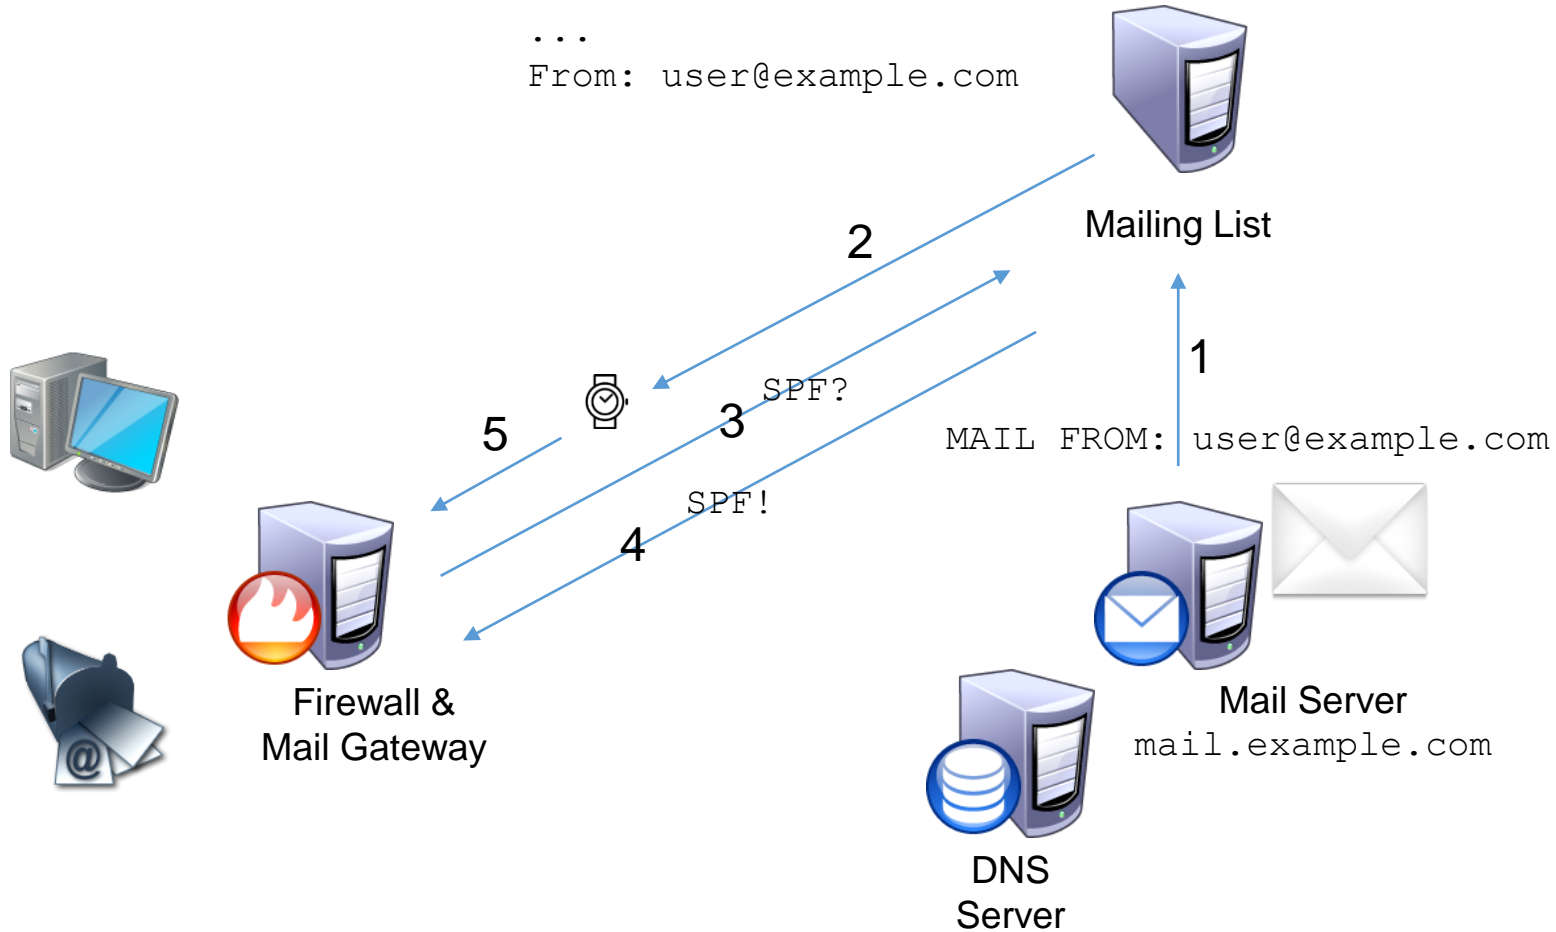 ...
From: user@example.com
Mailing List
2
1
SPF?
3
5
MAIL FROM: user@example.com
SPF!
4
@
Firewall &
Mail Gateway
Mail Server
mail.example.com
DNS
Server